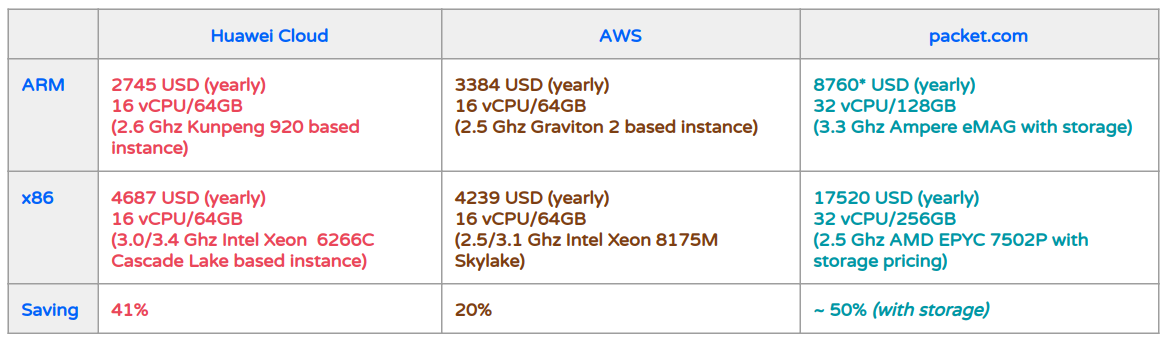 Huawei Cloud AWS packet.com
ARM
2745 USD (yearly)
16 vCPU/64GB
(2.6 Ghz Kunpeng 920 based
instance)
3384 USD (yearly)
16 vCPU/64GB
(2.5 Ghz Graviton 2 based instance)
8760* USD (yearly)
32 vCPU/128GB
(3.3 Ghz Ampere eMAG with storage)
x86
4687 USD (yearly)
16 vCPU/64GB
(3.0/3.4 Ghz Intel Xeon 6266C
Cascade Lake based instance)
4239 USD (yearly)
16 vCPU/64GB
(2.5/3.1 Ghz Intel Xeon 8175M
Skylake)
17520 USD (yearly)
32 vCPU/256GB
(2.5 Ghz AMD EPYC 7502P with
storage pricing)
Saving 41% 20% ~ 50% (with storage)